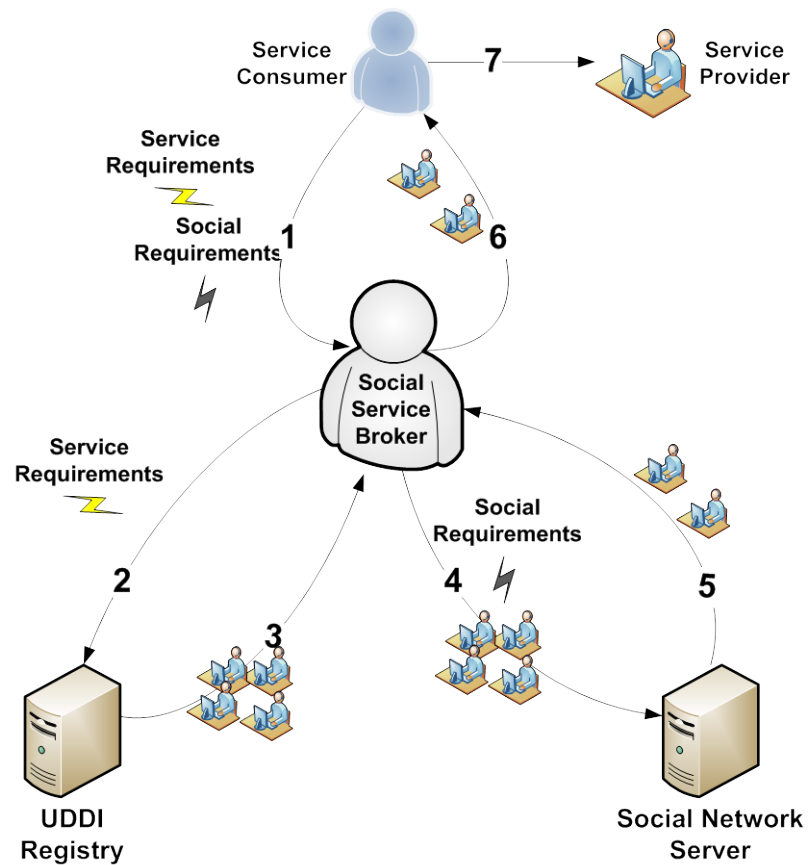 Service
Consumer
7
Service
Provider
Service
Requirements
Social
Requirements
1
6
Social
Service
Broker
Service
Requirements
Social
Requirements
2
3
4
5
UDDI
Registry
Social Network
Server